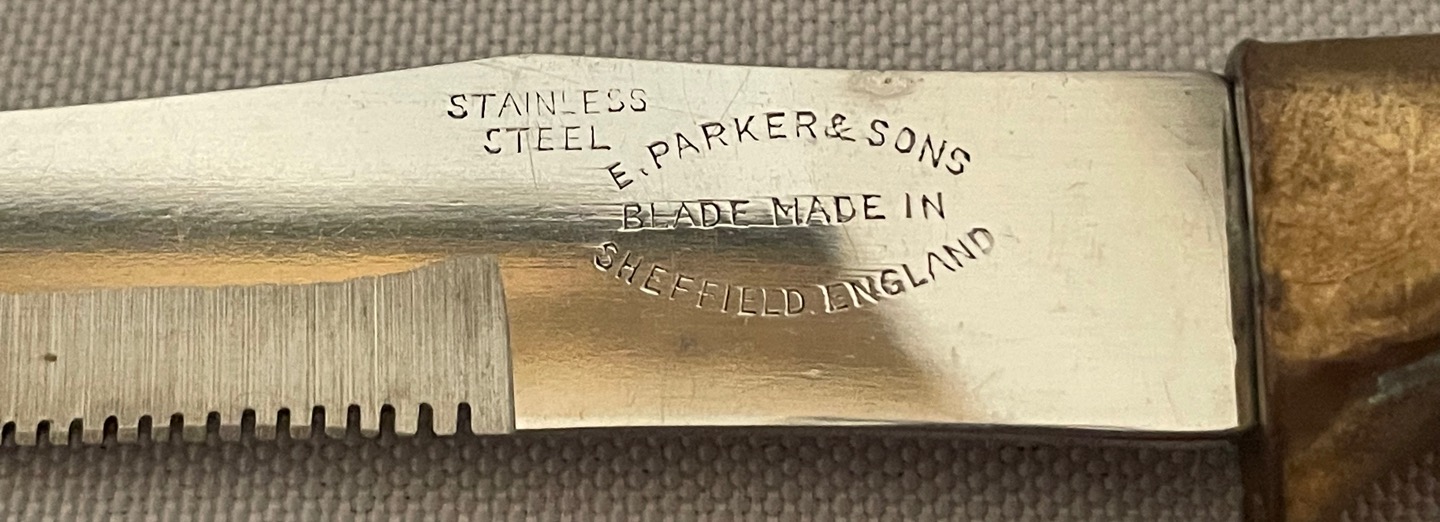 STAINLESS
STEEL
E. PARKER & SONS
BLADE MADE IN
SHEFFIELD. ENGLAND